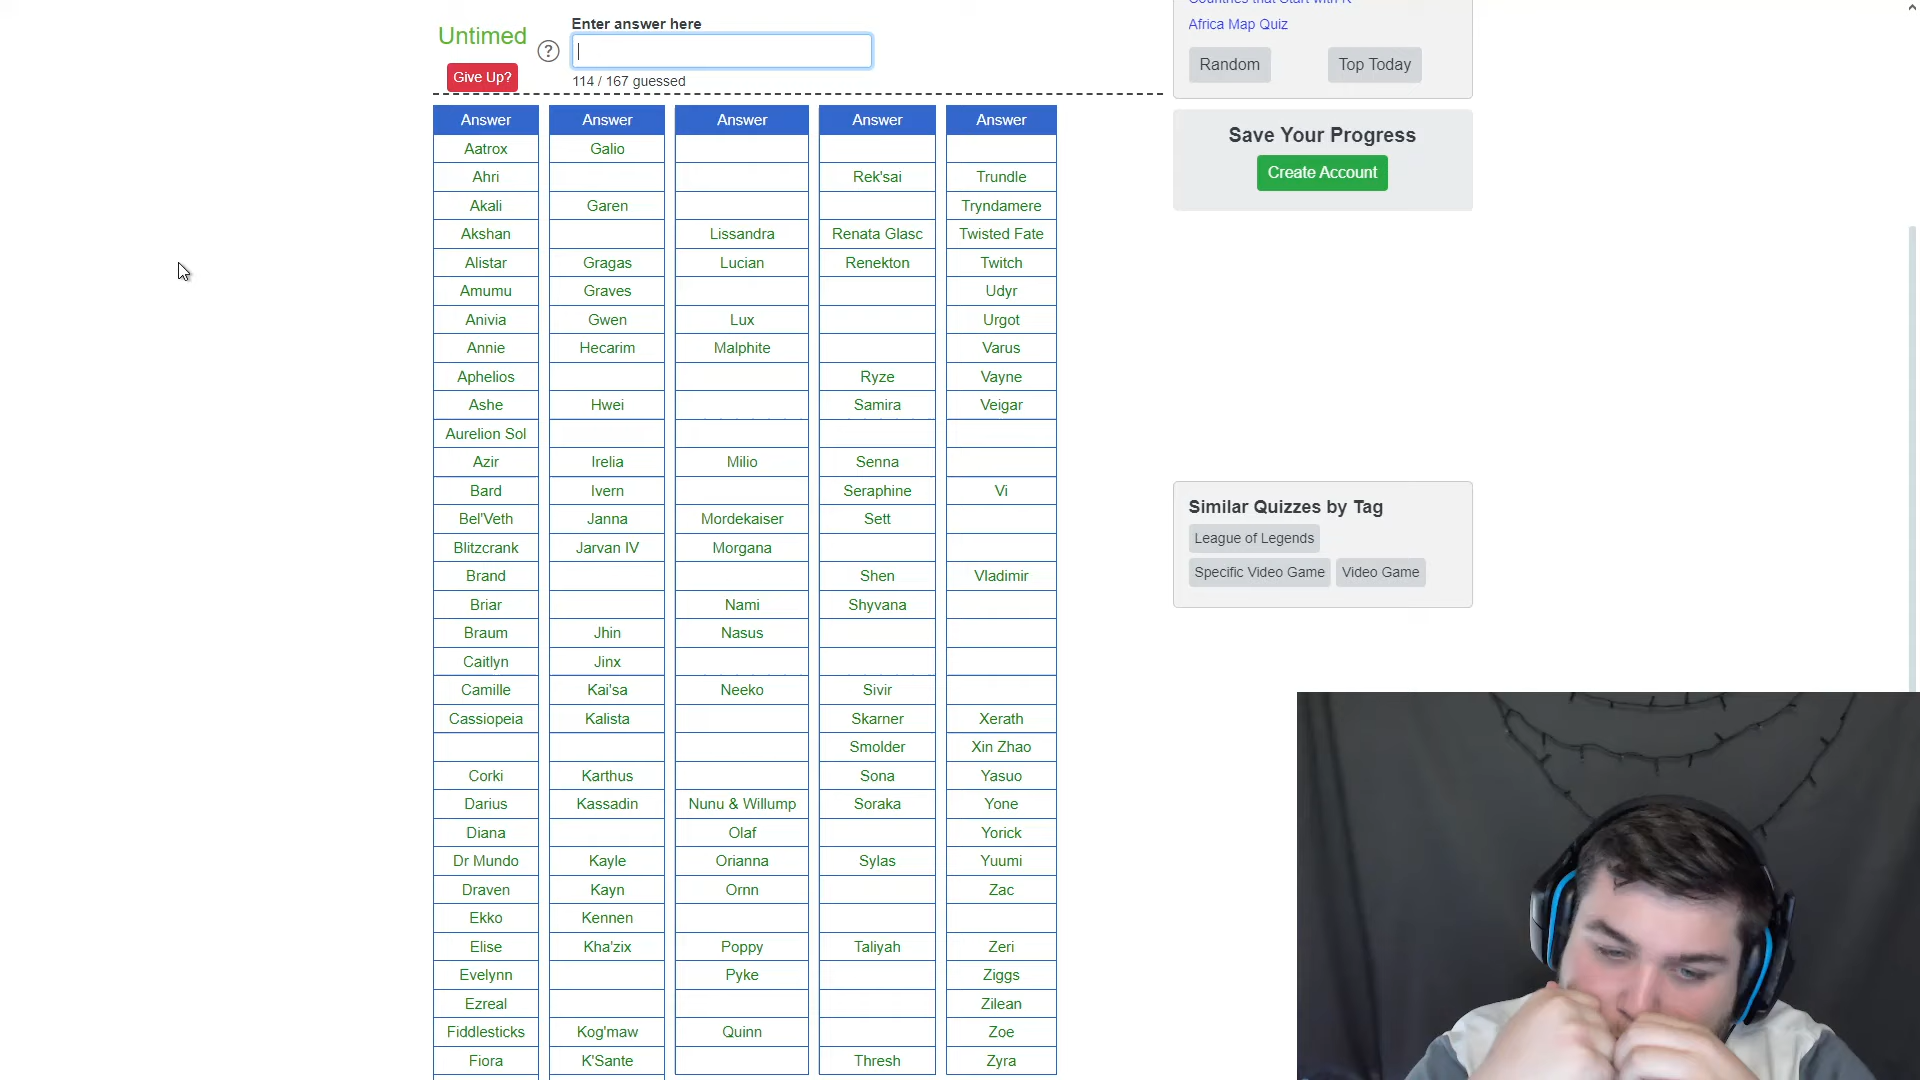 Countries that Start with K
Untimed
Enter answer here
Africa Map Quiz
?
Give Up?
114 / 167 guessed
Random
Top Today
Answer Answer Answer Answer Answer
Save Your Progress
Create Account
Aatrox Galio
Ahri Rek'sai Trundle
Akali Garen Tryndamere
Akshan Lissandra Renata Glasc Twisted Fate
Alistar Gragas Lucian Renekton Twitch
Amumu Graves Udyr
Anivia Gwen Lux Urgot
Annie Hecarim Malphite Varus
Aphelios Ryze Vayne
Ashe Hwei Samira Veigar
Aurelion Sol
Azir Irelia Milio Senna
Bard Ivern Seraphine Vi
Bel'Veth Janna Mordekaiser Sett
Blitzcrank Jarvan IV Morgana
Brand Shen Vladimir
Briar Nami Shyvana
Braum Jhin Nasus
Caitlyn Jinx
Camille Kai'sa Neeko Sivir
Cassiopeia Kalista Skarner Xerath
Smolder Xin Zhao
Corki Karthus Sona Yasuo
Darius Kassadin Nunu & Willump Soraka Yone
Diana Olaf Yorick
Dr Mundo Kayle Orianna Sylas Yuumi
Draven Kayn Ornn Zac
Ekko Kennen
Elise Kha'zix Poppy Taliyah Zeri
Evelynn Pyke Ziggs
Ezreal Zilean
Fiddlesticks Kog'maw Quinn Zoe
Fiora K'Sante Thresh Zyra
Similar Quizzes by Tag
League of Legends
Specific Video Game
Video Game